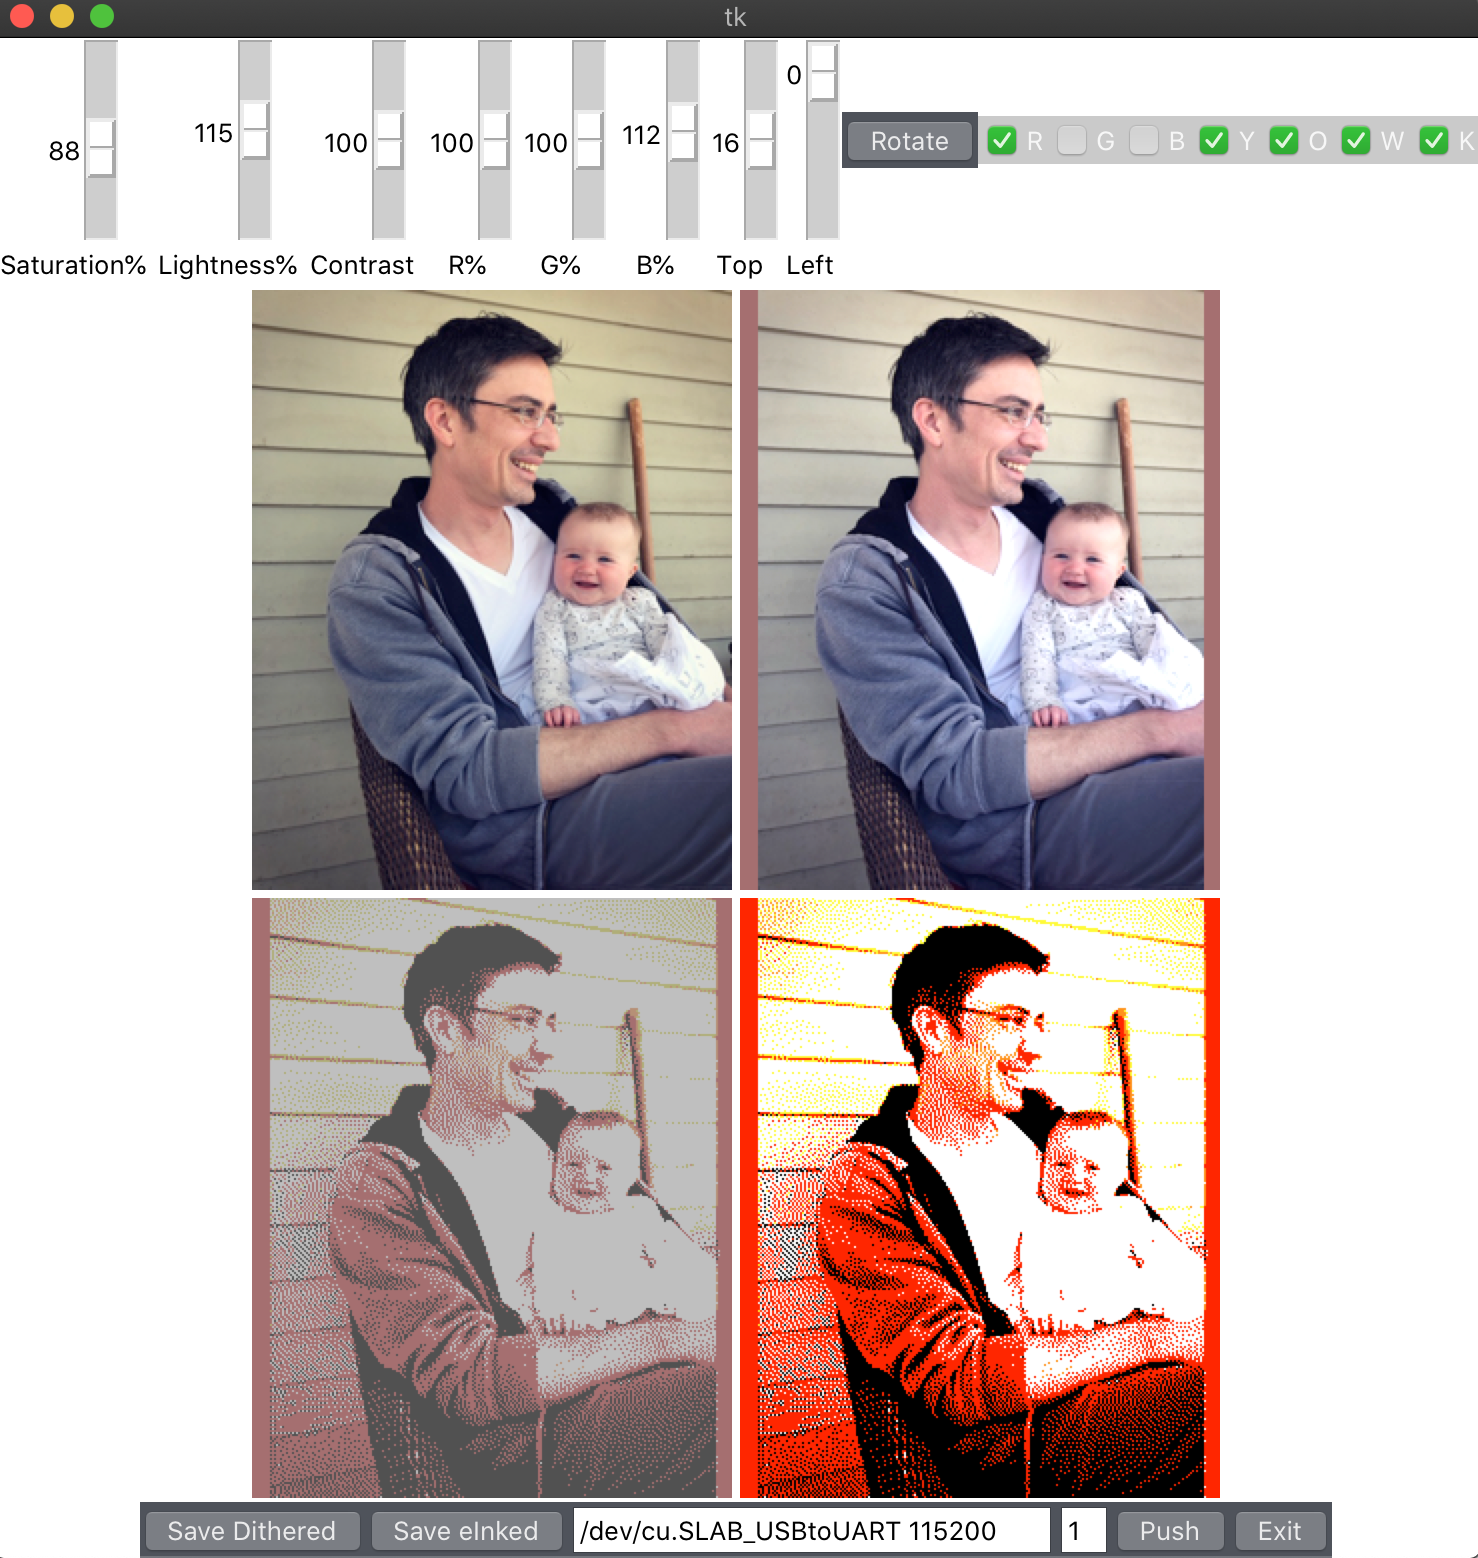 tk
88
115
100
100
100
112
16
0
Rotate
R G B Y O W K
Saturation% Lightness% Contrast R% G% B% Top Left
Save Dithered Save eInked /dev/cu.SLAB_USBtoUART 115200 1 Push Exit